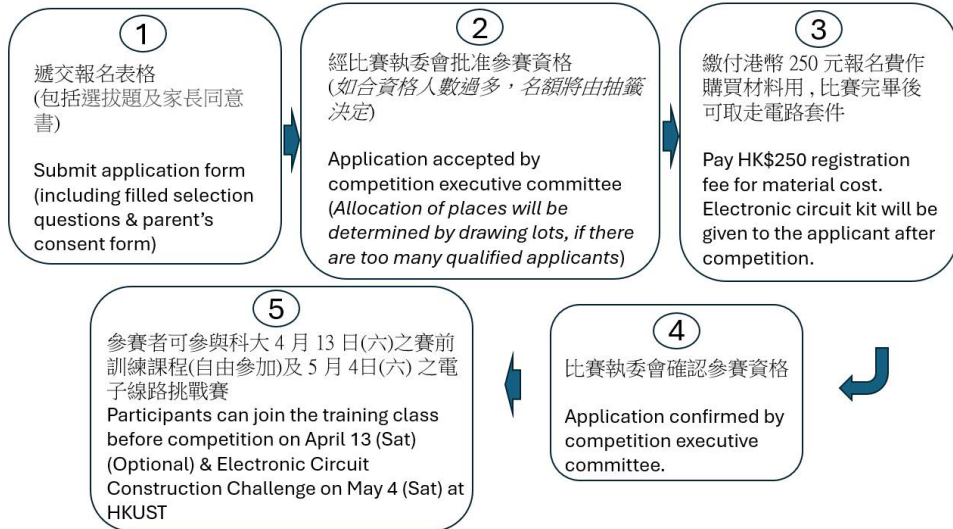 1
遞交報名表格
(包括選拔題及家長同意
書)
Submit application form
(including filled selection
questions & parent's
consent form)
2
經比賽執委會批准參賽資格
(如合資格人數過多，名額將由抽籤
決定)
Application accepted by
competition executive committee
(Allocation of places will be
determined by drawing lots, if there
are too many qualified applicants)
3
繳付港幣 250 元報名費作
購買材料用 , 比賽完畢後
可取走電路套件
Pay HK$250 registration
fee for material cost.
Electronic circuit kit will be
given to the applicant after
competition.
4
比賽執委會確認參賽資格
Application confirmed by
competition executive
committee.
5
參賽者可參與科大 4 月 13 日(六)之賽前
訓練課程(自由參加)及 5 月 4日(六) 之電
子線路挑戰賽
Participants can join the training class
before competition on April 13 (Sat)
(Optional) & Electronic Circuit
Construction Challenge on May 4 (Sat) at
HKUST